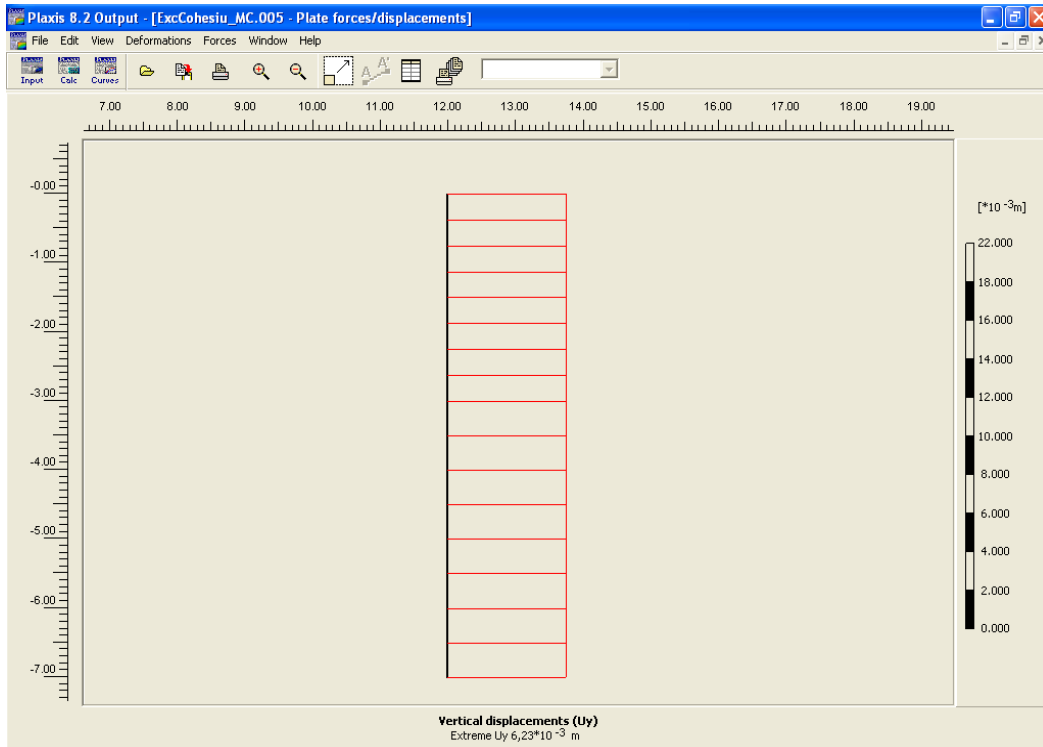 Plaxis 8.2 Output - [ExcCohesiu_MC.005 - Plate forces/displacements]
File Edit View Deformations Forces Window Help
Input Calc Curves
7.00 8.00 9.00 10.00 11.00 12.00 13.00 14.00 15.00 16.00 17.00 18.00 19.00
-0.00
-1.00
-2.00
-3.00
-4.00
-5.00
-6.00
-7.00
[*10 -3m]
22.000
18.000
16.000
14.000
12.000
10.000
8.000
6.000
4.000
2.000
0.000
Vertical displacements (Uy)
Extreme Uy 6,23*10 -3 m